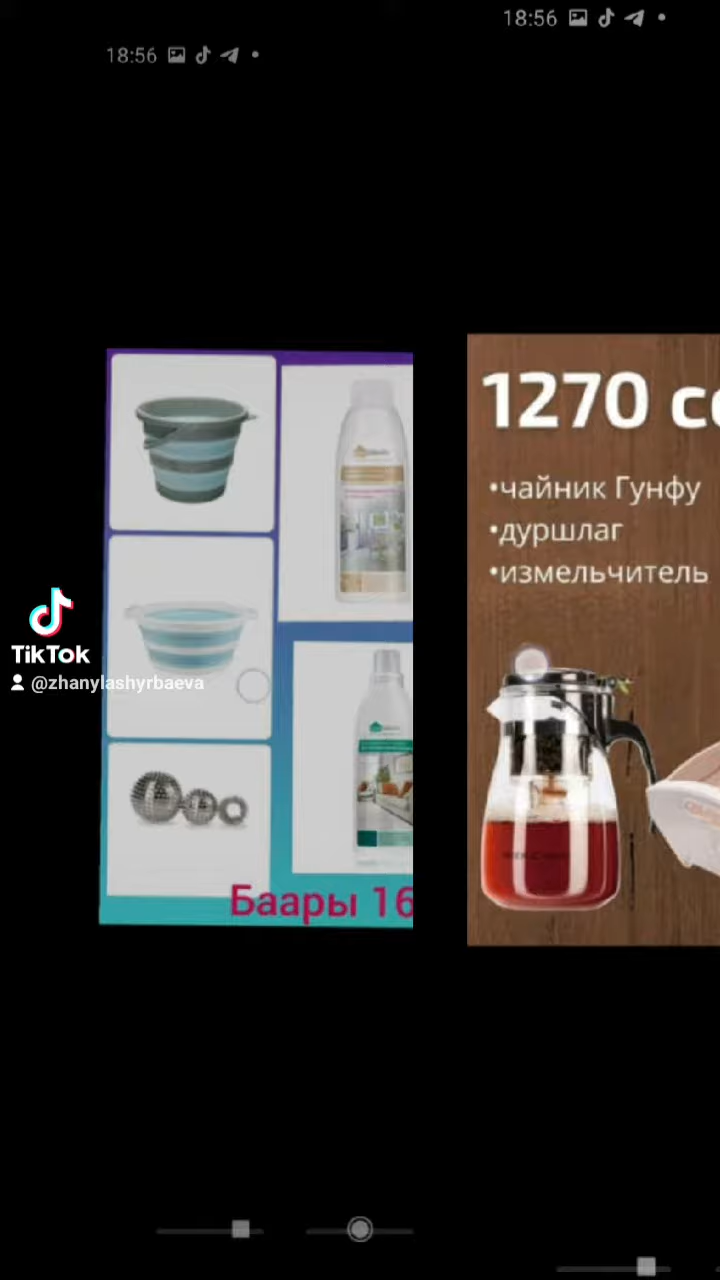 18:56
18:56
1270
•чайник Гунфу
•дуршлаг
•измельчитель
TikTok
@zhanylashyrbaeva
Баары 16